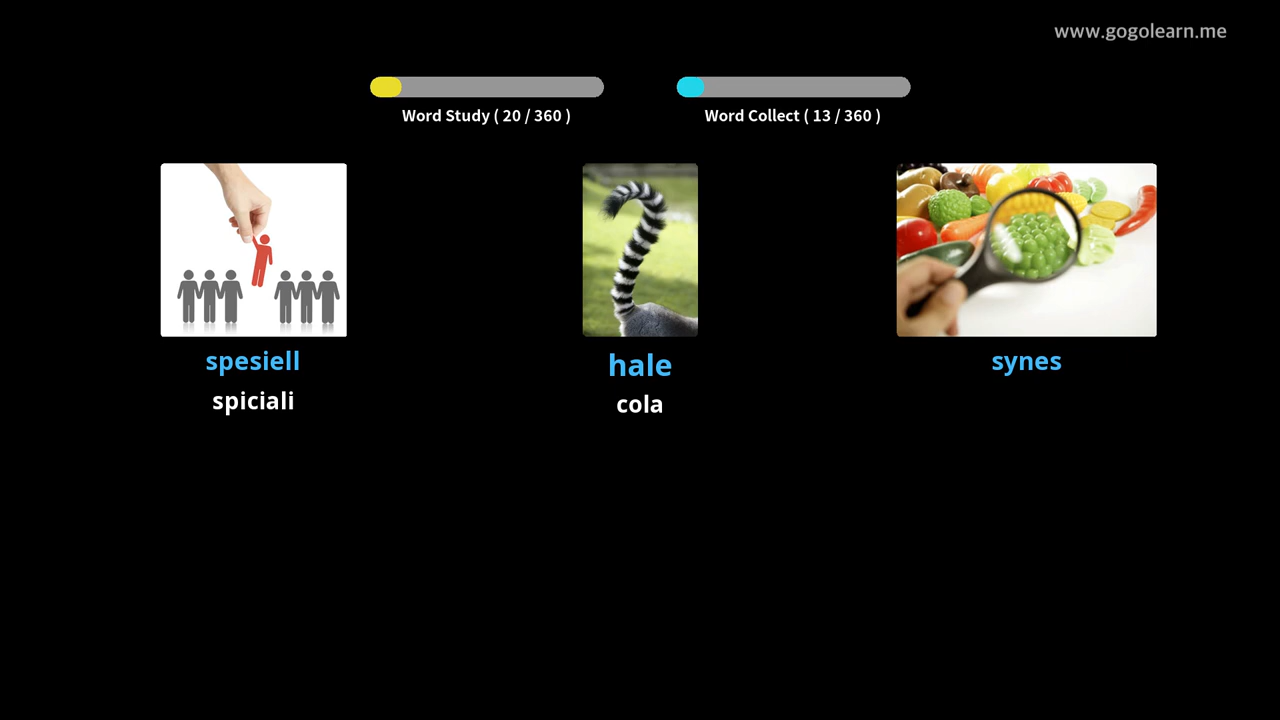 www.gogolearn.me
Word Study ( 20 / 360 )
Word Collect ( 13 / 360 )
spesiell
spiciali
hale
cola
synes